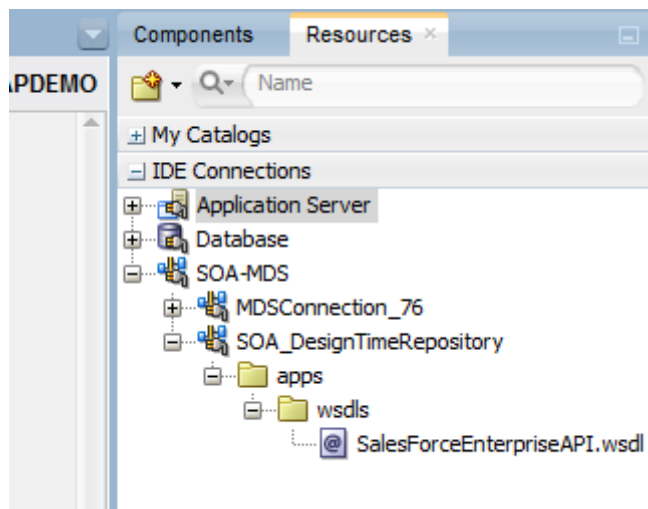 Components Resources
APDEMO
Name
My Catalogs
IDE Connections
Application Server
Database
SOA-MDS
MDSConnection_76
SOA_DesignTimeRepository
apps
wsdls
SalesForceEnterpriseAPI.wsdl